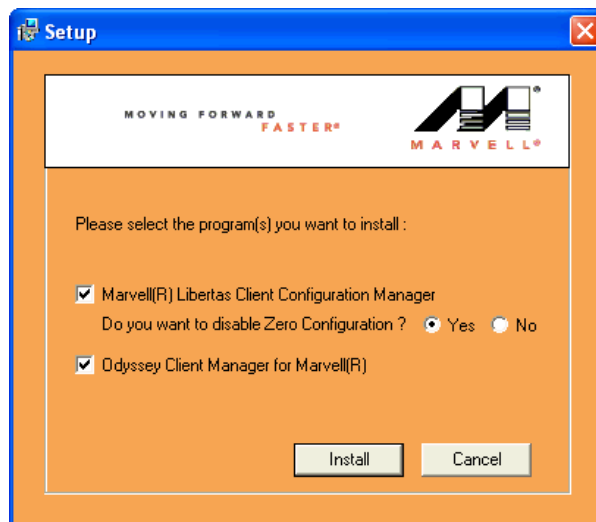 Setup
MOVING FORWARD
FASTER®
MARVELL®
Please select the program(s) you want to install :
Marvell(R) Libertas Client Configuration Manager
Do you want to disable Zero Configuration ? Yes No
Odyssey Client Manager for Marvell(R)
Install Cancel